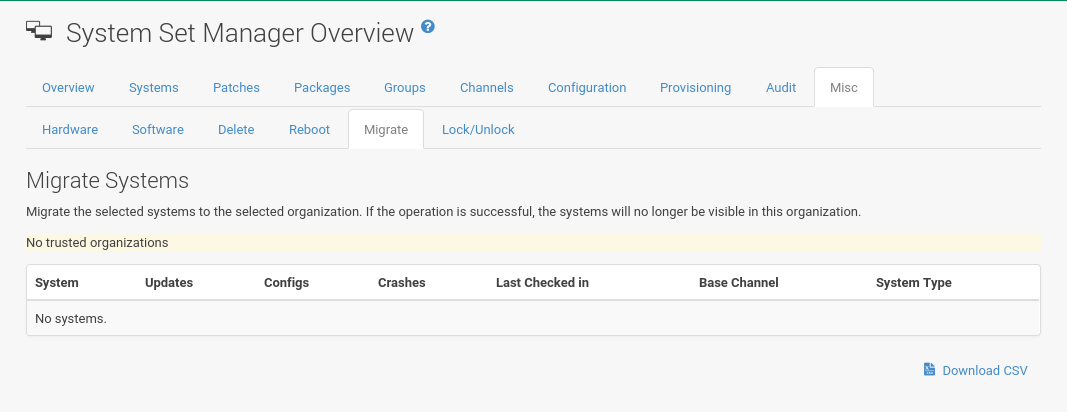 System Set Manager Overview ?
Overview Systems Patches Packages Groups Channels Configuration Provisioning Audit Misc
Hardware Software Delete Reboot Migrate Lock/Unlock
Migrate Systems
Migrate the selected systems to the selected organization. If the operation is successful, the systems will no longer be visible in this organization.
No trusted organizations
System Updates Configs Crashes Last Checked in Base Channel System Type
No systems.
Download CSV